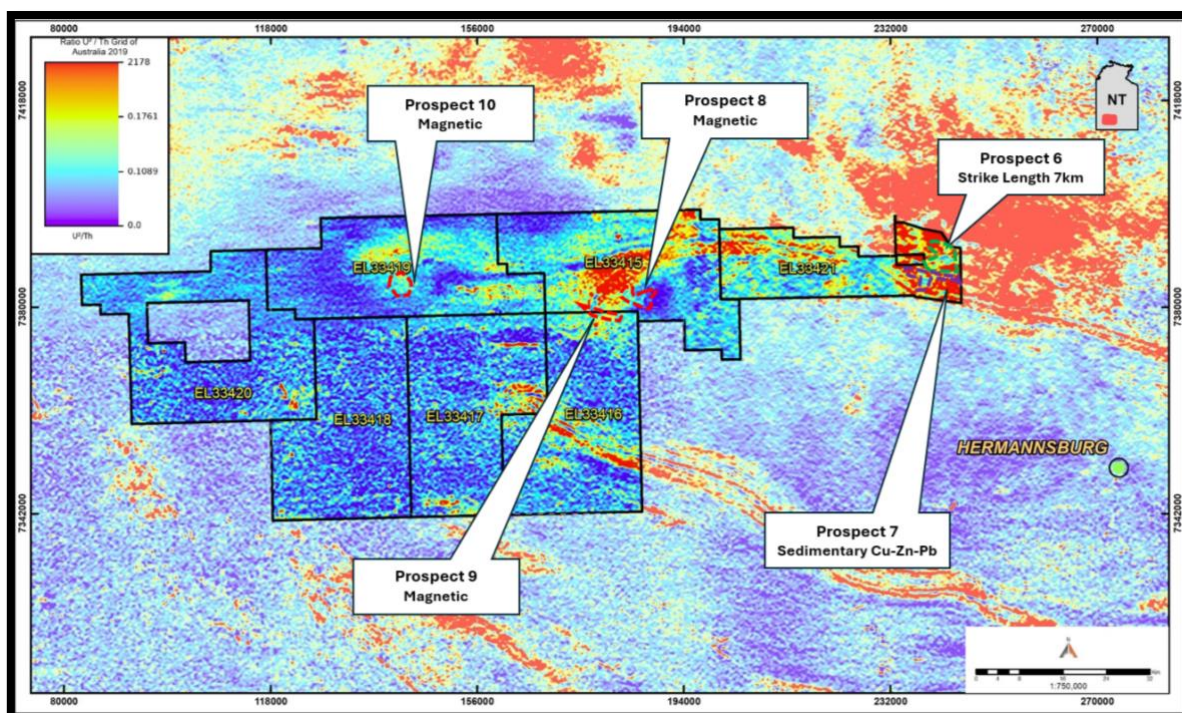 80000 118000 156000 194000 232000 270000
Ratio U² / Th Grid of
Australia 2019
2178
0.1761
0.1089
0.0
U²/Th
7418000
7380000
7342000
7418000
7380000
7342000
NT
Prospect 10
Magnetic
Prospect 8
Magnetic
Prospect 6
Strike Length 7km
EL33419
EL33415
EL33421
EL33420
EL33418
EL33417
EL33416
HERMANNSBURG
Prospect 7
Sedimentary Cu-Zn-Pb
Prospect 9
Magnetic
N
1:750,000
80000 118000 156000 194000 232000 270000